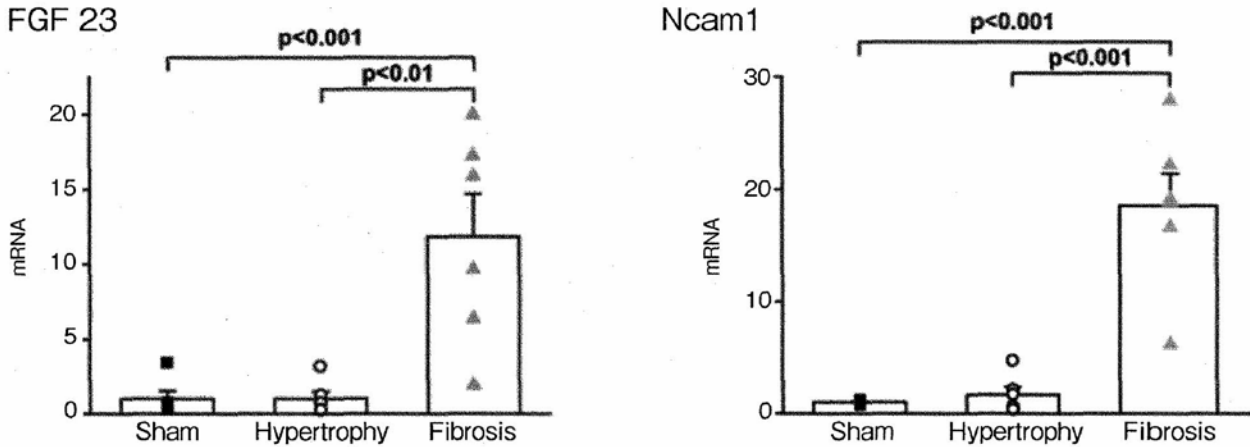 FGF 23
p<0.001
p<0.01
20
15
10
5
0
mRNA
Sham Hypertrophy Fibrosis
Ncam1
p<0.001
p<0.001
30
20
10
0
mRNA
Sham Hypertrophy Fibrosis